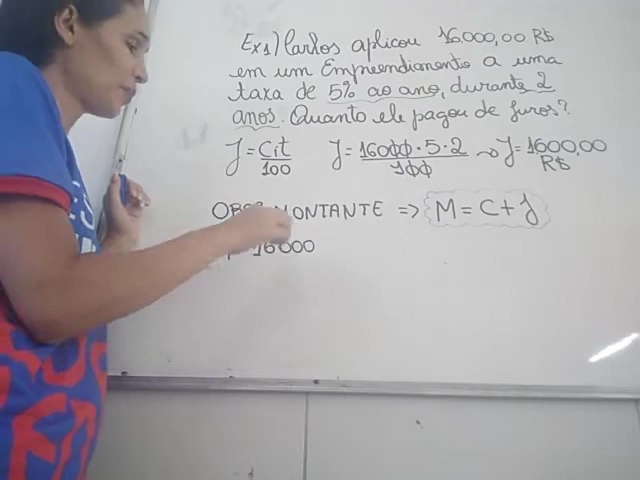 Ex1) Carlos aplicou 16.000,00 R$
em um Empreendimento a uma
taxa de 5% ao ano, durante 2
anos. Quanto ele pagou de juros?
J = Cit/100 J = 16000·5·2/100 → J = 1600,00 R$
MONTANTE => M = C + J
16000